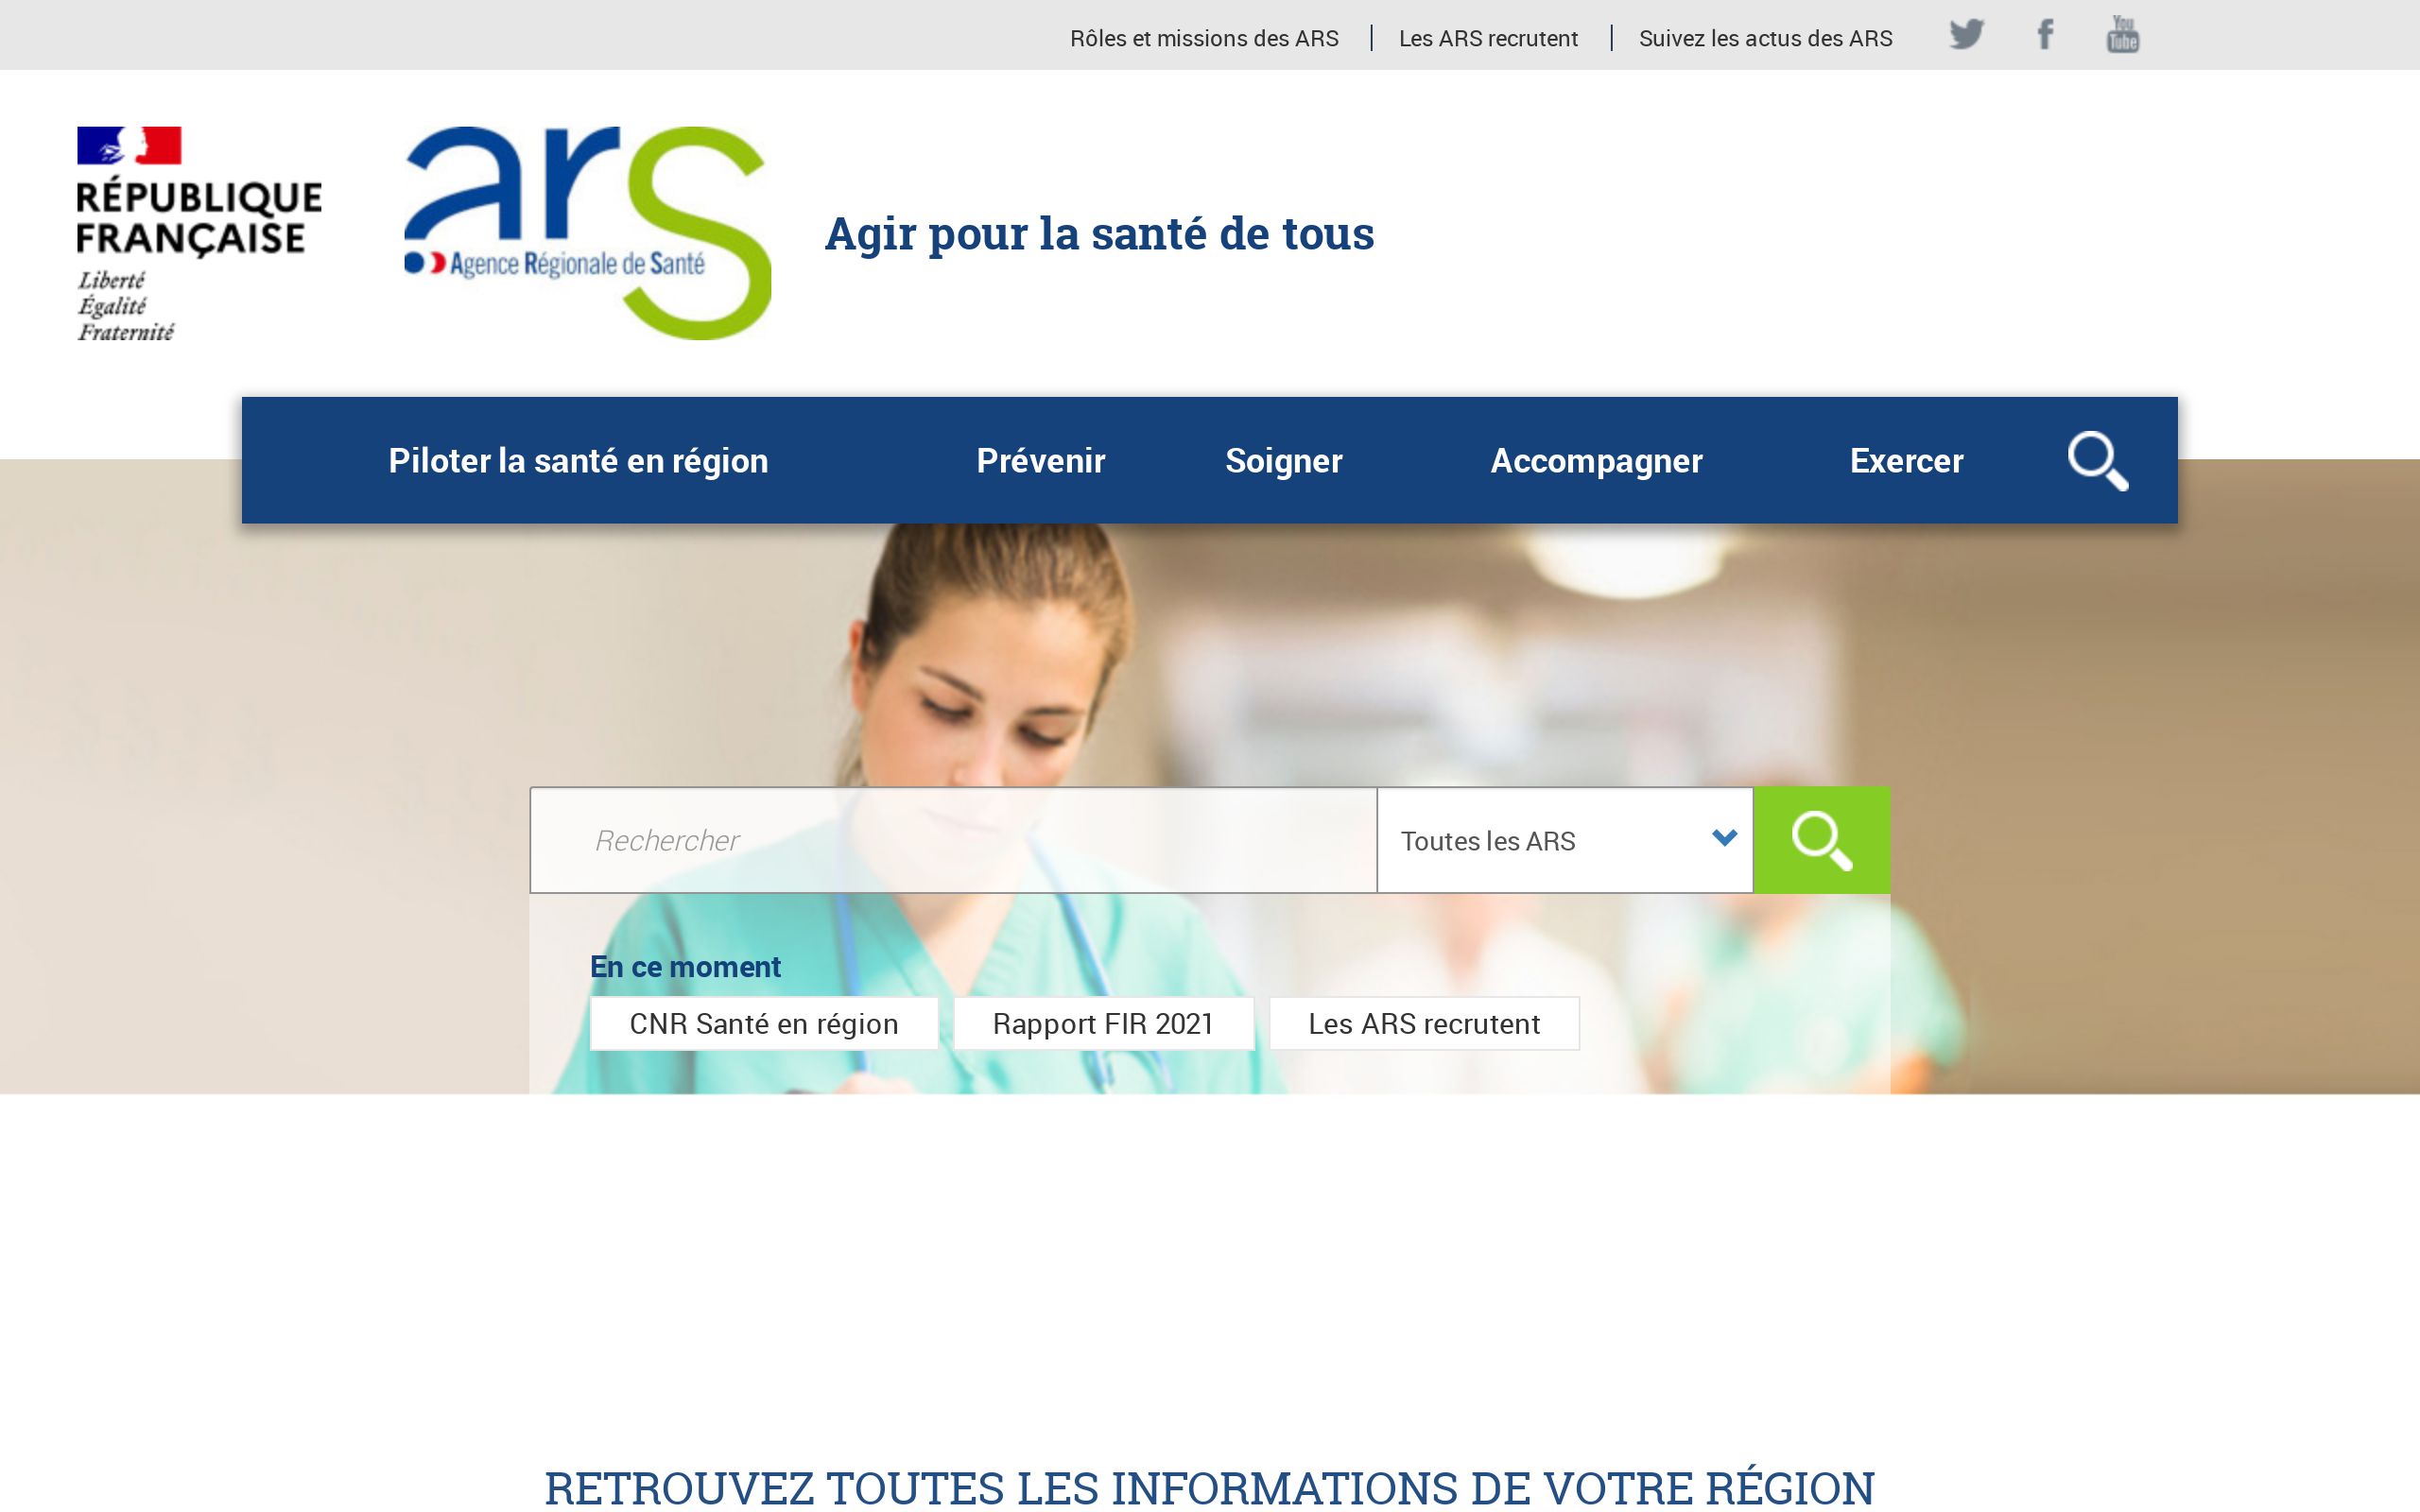 Rôles et missions des ARS
Les ARS recrutent
Suivez les actus des ARS
You
Tube
RÉPUBLIQUE
FRANÇAISE
Liberté
Égalité
Fraternité
ars
Agence Régionale de Santé
Agir pour la santé de tous
Piloter la santé en région
Prévenir
Soigner
Accompagner
Exercer
Rechercher
Toutes les ARS
En ce moment
CNR Santé en région
Rapport FIR 2021
Les ARS recrutent
RETROUVEZ TOUTES LES INFORMATIONS DE VOTRE RÉGION